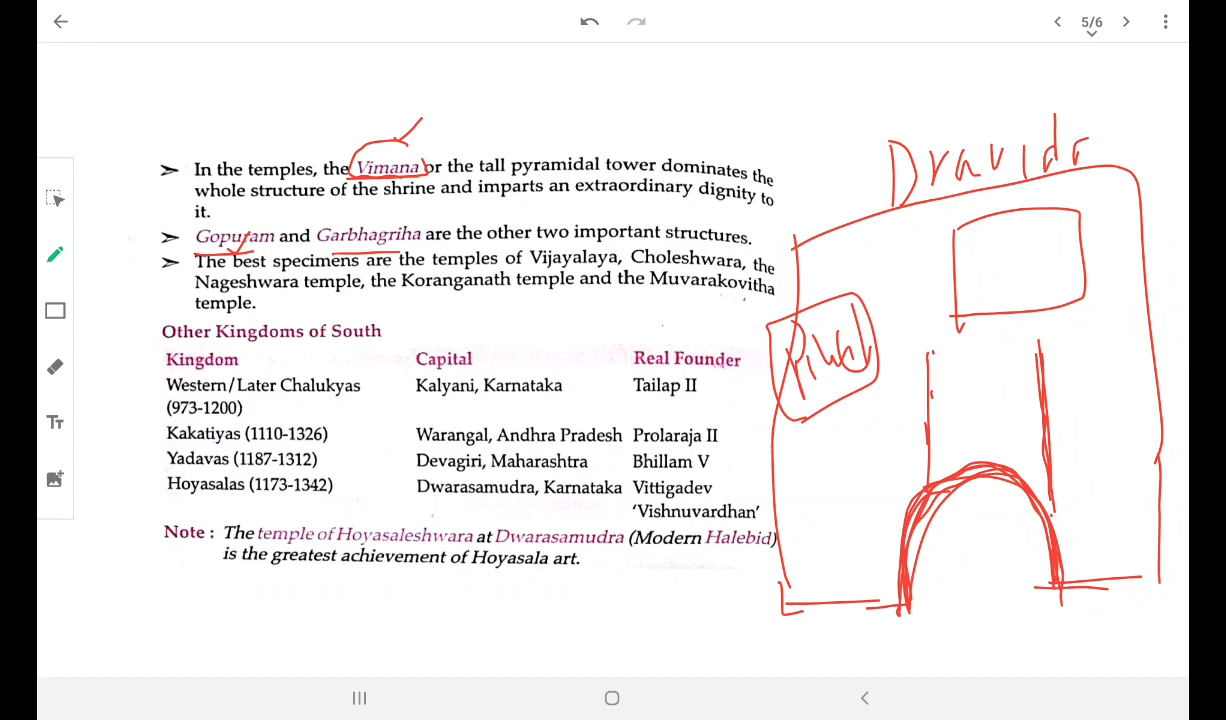 5/6
➤ In the temples, the Vimana or the tall pyramidal tower dominates the
whole structure of the shrine and imparts an extraordinary dignity to
it.
➤ Gopuram and Garbhagriha are the other two important structures.
➤ The best specimens are the temples of Vijayalaya, Choleshwara, the
Nageshwara temple, the Koranganath temple and the Muvarakovitha
temple.
Other Kingdoms of South
Kingdom Capital Real Founder
Western/Later Chalukyas Kalyani, Karnataka Tailap II
(973-1200)
Kakatiyas (1110-1326) Warangal, Andhra Pradesh Prolaraja II
Yadavas (1187-1312) Devagiri, Maharashtra Bhillam V
Hoyasalas (1173-1342) Dwarasamudra, Karnataka Vittigadev
'Vishnuvardhan'
Note : The temple of Hoyasaleshwara at Dwarasamudra (Modern Halebid)
is the greatest achievement of Hoyasala art.
Dravida
Tт